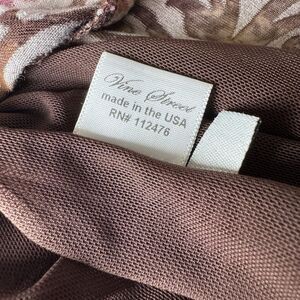 Vine Street
made in the USA
RN# 112476